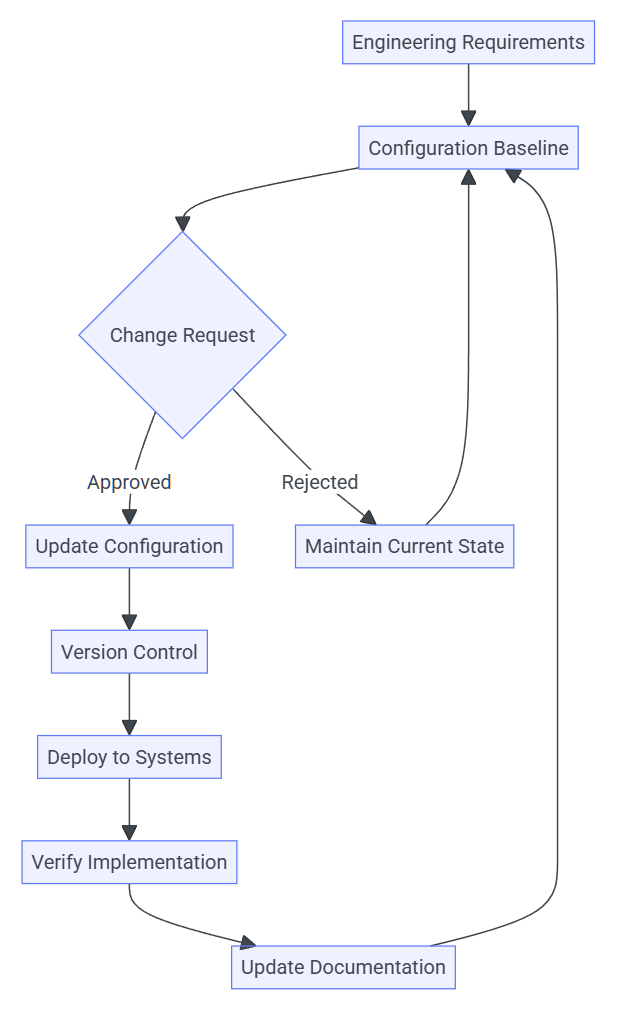 Engineering Requirements
Configuration Baseline
Change Request
Approved
Rejected
Update Configuration
Maintain Current State
Version Control
Deploy to Systems
Verify Implementation
Update Documentation